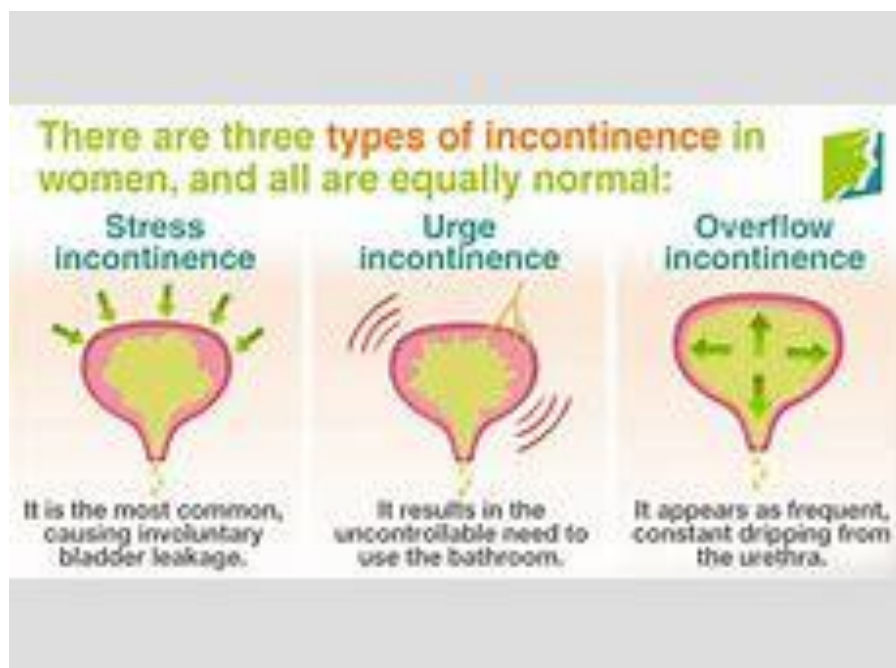 There are three types of incontinence in
women, and all are equally normal:
Stress
incontinence
It is the most common,
causing involuntary
bladder leakage.
Urge
incontinence
It results in the
uncontrollable need to
use the bathroom.
Overflow
incontinence
It appears as frequent,
constant dripping from
the urethra.